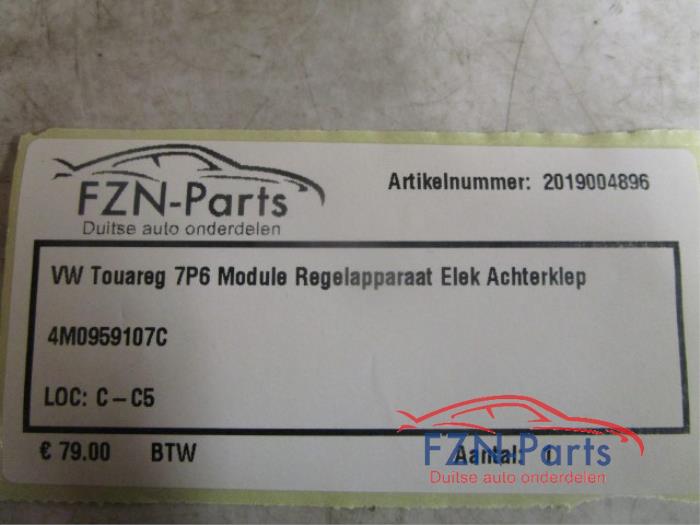 FZN-Parts
Duitse auto onderdelen
Artikelnummer: 2019004896
VW Touareg 7P6 Module Regelapparaat Elek Achterklep
4M0959107C
LOC: C – C5
€ 79.00 BTW Aantal: 1
FZN-Parts
Duitse auto onderdelen